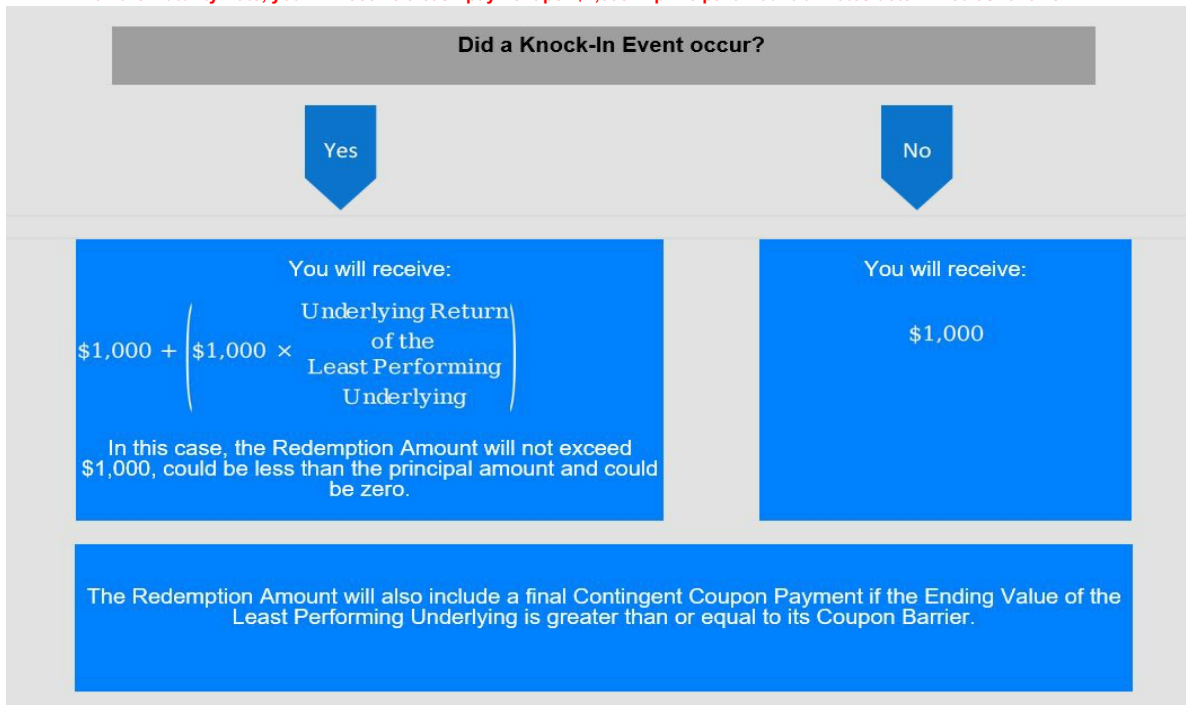 Did a Knock-In Event occur?
Yes
No
You will receive:
$1,000 + ($1,000 × Underlying Return
of the
Least Performing
Underlying)
In this case, the Redemption Amount will not exceed
$1,000, could be less than the principal amount and could
be zero.
You will receive:
$1,000
The Redemption Amount will also include a final Contingent Coupon Payment if the Ending Value of the
Least Performing Underlying is greater than or equal to its Coupon Barrier.